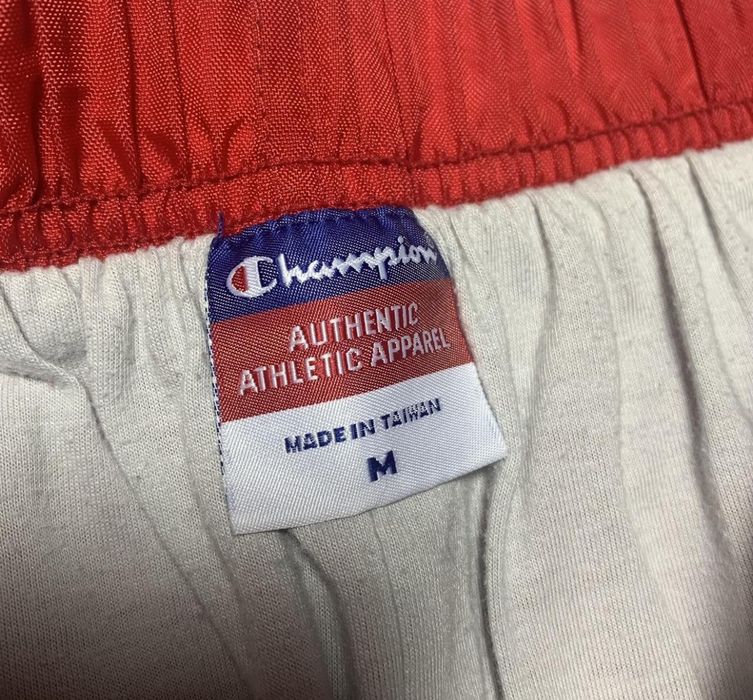 Champion
AUTHENTIC
ATHLETIC APPAREL
MADE IN TAIWAN
M